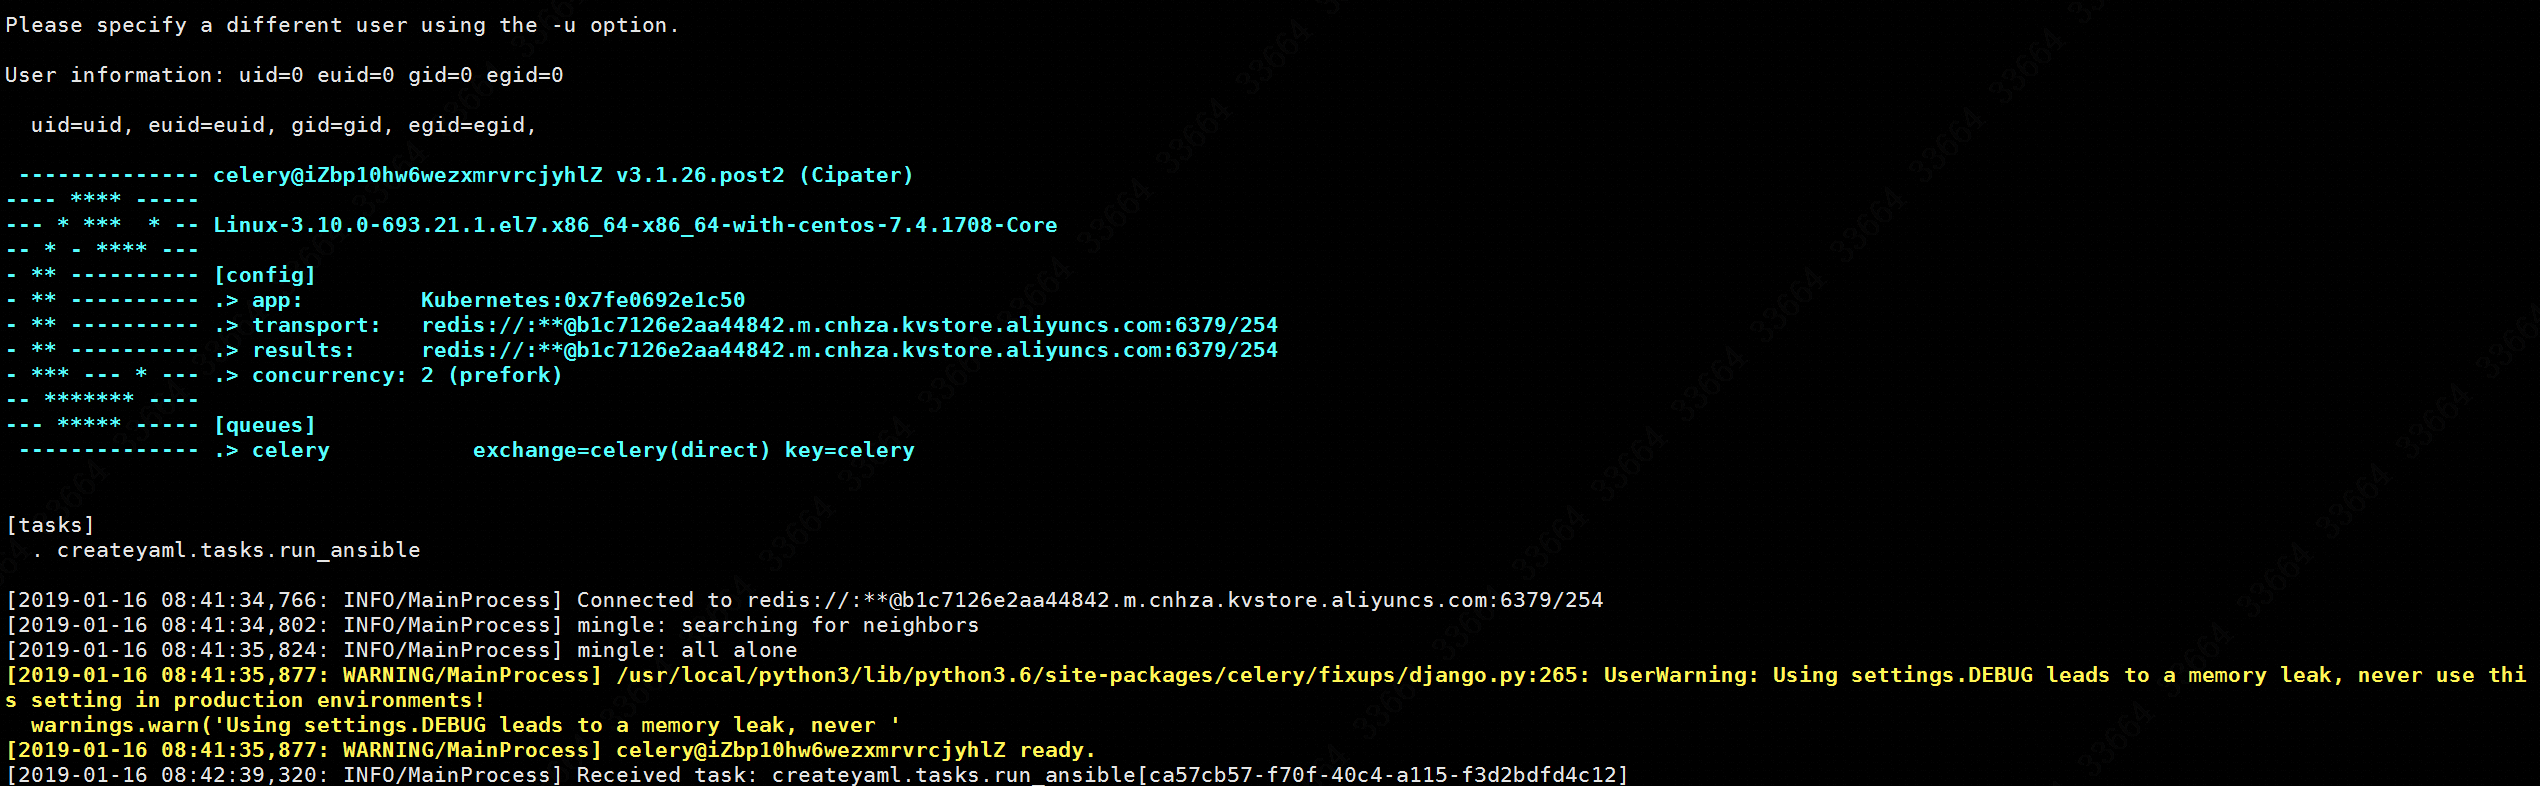 Please specify a different user using the -u option.
User information: uid=0 euid=0 gid=0 egid=0
  uid=uid, euid=euid, gid=gid, egid=egid,
 -------------- celery@iZbp10hw6wezxmrvrcjyhlZ v3.1.26.post2 (Cipater)
---- **** -----
--- * ***  * -- Linux-3.10.0-693.21.1.el7.x86_64-x86_64-with-centos-7.4.1708-Core
-- * - **** ---
- ** ---------- [config]
- ** ---------- .> app:         Kubernetes:0x7fe0692e1c50
- ** ---------- .> transport:   redis://:**@b1c7126e2aa44842.m.cnhza.kvstore.aliyuncs.com:6379/254
- ** ---------- .> results:     redis://:**@b1c7126e2aa44842.m.cnhza.kvstore.aliyuncs.com:6379/254
- *** --- * --- .> concurrency: 2 (prefork)
-- ******* ----
--- ***** ----- [queues]
 -------------- .> celery           exchange=celery(direct) key=celery
[tasks]
  . createyaml.tasks.run_ansible
[2019-01-16 08:41:34,766: INFO/MainProcess] Connected to redis://:**@b1c7126e2aa44842.m.cnhza.kvstore.aliyuncs.com:6379/254
[2019-01-16 08:41:34,802: INFO/MainProcess] mingle: searching for neighbors
[2019-01-16 08:41:35,824: INFO/MainProcess] mingle: all alone
[2019-01-16 08:41:35,877: WARNING/MainProcess] /usr/local/python3/lib/python3.6/site-packages/celery/fixups/django.py:265: UserWarning: Using settings.DEBUG leads to a memory leak, never use thi
s setting in production environments!
  warnings.warn('Using settings.DEBUG leads to a memory leak, never '
[2019-01-16 08:41:35,877: WARNING/MainProcess] celery@iZbp10hw6wezxmrvrcjyhlZ ready.
[2019-01-16 08:42:39,320: INFO/MainProcess] Received task: createyaml.tasks.run_ansible[ca57cb57-f70f-40c4-a115-f3d2bdfd4c12]
33664